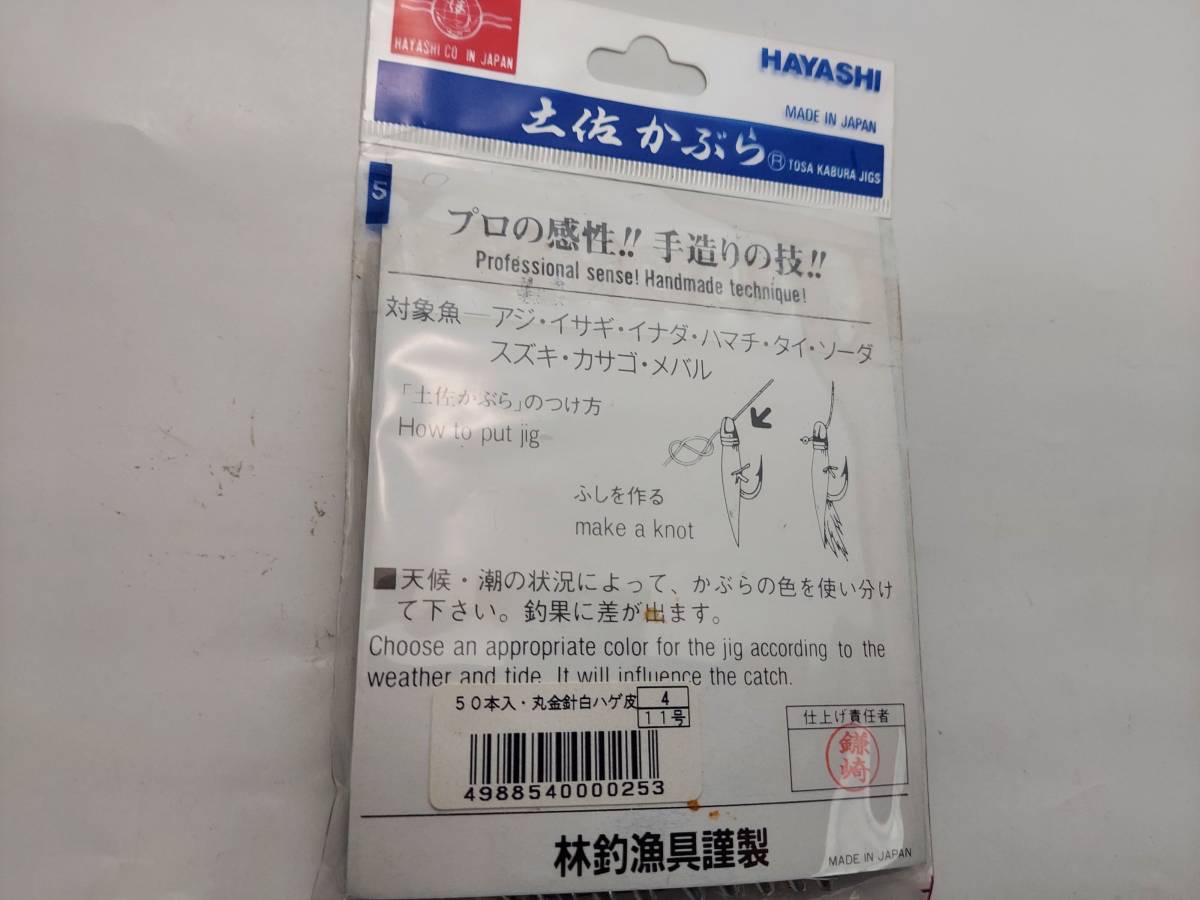 HAYASHI CO IN JAPAN
HAYASHI
MADE IN JAPAN
土佐かぶら® TOSA KABURA JIGS
5
プロの感性!! 手造りの技!!
Professional sense! Handmade technique!
対象魚―アジ・イサギ・イナダ・ハマチ・タイ・ソーダ
スズキ・カサゴ・メバル
「土佐かぶら」のつけ方
How to put jig
ふしを作る
make a knot
■天候・潮の状況によって、かぶらの色を使い分け
て下さい。釣果に差が出ます。
Choose an appropriate color for the jig according to the
weather and tide. It will influence the catch.
50本入・丸金針白ハゲ皮 4
11号
4988540000253
仕上げ責任者
鎌崎
林釣漁具謹製
MADE IN JAPAN